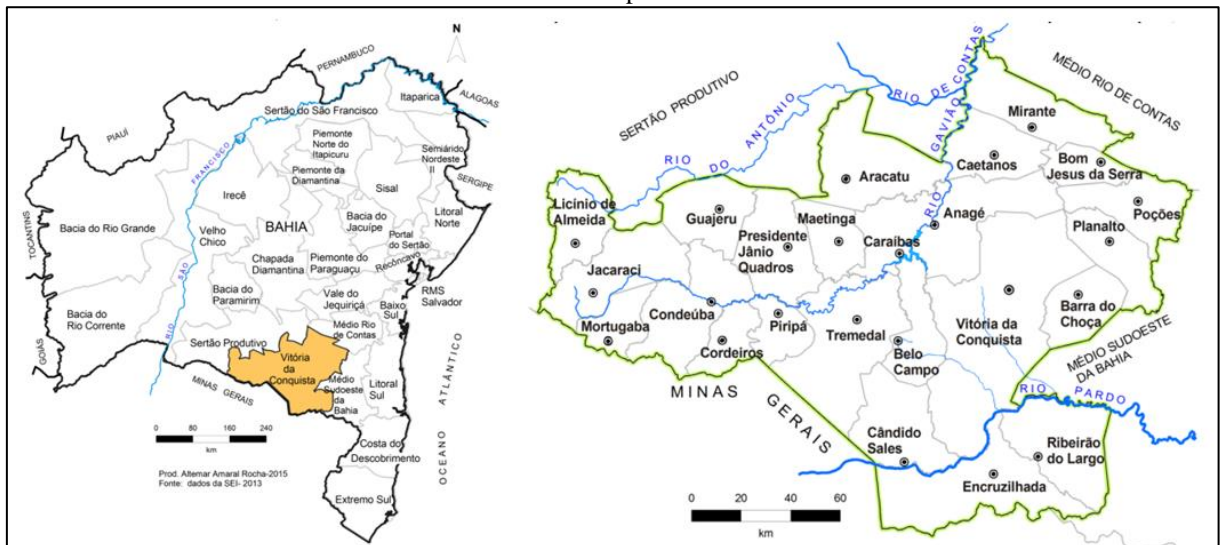 N
PERNAMBUCO
ALAGOAS
Itaparica
Sertão do São Francisco
PIAUÍ
Piemonte
Norte do
Itapicuru
Semiárido
Nordeste
II
FRANCISCO
Piemonte da
Diamantina
SERGIPE
Irecê
Sisal
TOCANTINS
Bacia do Rio Grande
Velho
Chico
BAHIA
Bacia do
Jacuípe
Litoral
Norte
Portal
do Sertão
SÃO
Chapada
Diamantina
Piemonte do
Paraguaçu
Recôncavo
RMS
Salvador
Bacia do
Paramirim
Vale do
Jequiriçá
Baixo
Sul
Bacia do
Rio Corrente
RIO
Sertão Produtivo
Médio Rio
de Contas
GOIÁS
Vitória
da
Conquista
ATLÂNTICO
MINAS GERAIS
Médio
Sudoeste
da
Bahia
Litoral
Sul
OCEANO
0 80 160 240
km
Costa do
Descobrimento
Prod. Altemar Amaral Rocha-2015
Fonte: dados da SEI- 2013
Extremo Sul
SERTÃO PRODUTIVO
RIO DE CONTAS
MÉDIO RIO DE CONTAS
RIO DO ANTÔNIO
RIO GAVIÃO
Mirante
Caetanos
Bom
Jesus da Serra
Aracatu
Licínio de
Almeida
Guajeru
Maetinga
Anagé
Poções
Planalto
Presidente
Jânio
Quadros
Caraíbas
Jacaraci
Condeúba
Piripá
Tremedal
Vitória da
Conquista
Barra do
Choça
Mortugaba
Cordeiros
Belo
Campo
MÉDIO SUDOESTE
DA BAHIA
MINAS GERAIS
RIO PARDO
Cândido
Sales
Ribeirão
do Largo
Encruzilhada
0 20 40 60
km